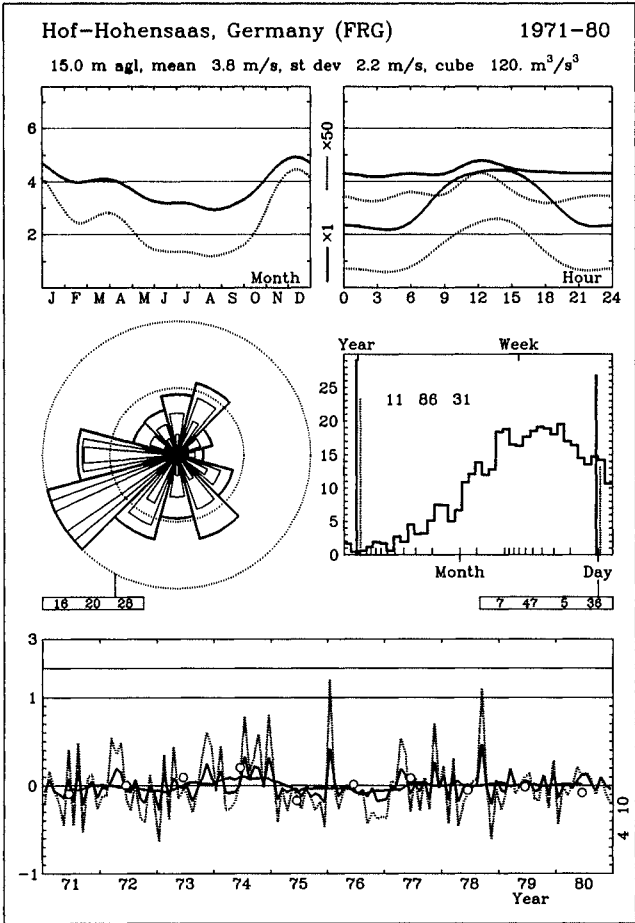 Hof-Hohensaas, Germany (FRG) 1971-80
15.0 m agl, mean 3.8 m/s, st dev 2.2 m/s, cube 120. m³/s³
6
4
2
J F M A M J J A S O N D
Month
×1 ×50
0 3 6 9 12 15 18 21 24
Hour
Year Week
25
20
15
10
5
0
11 86 31
Month Day
16 20 28
7 47 5 36
3
1
0
-1
71 72 73 74 75 76 77 78 79 80
Year
4 10